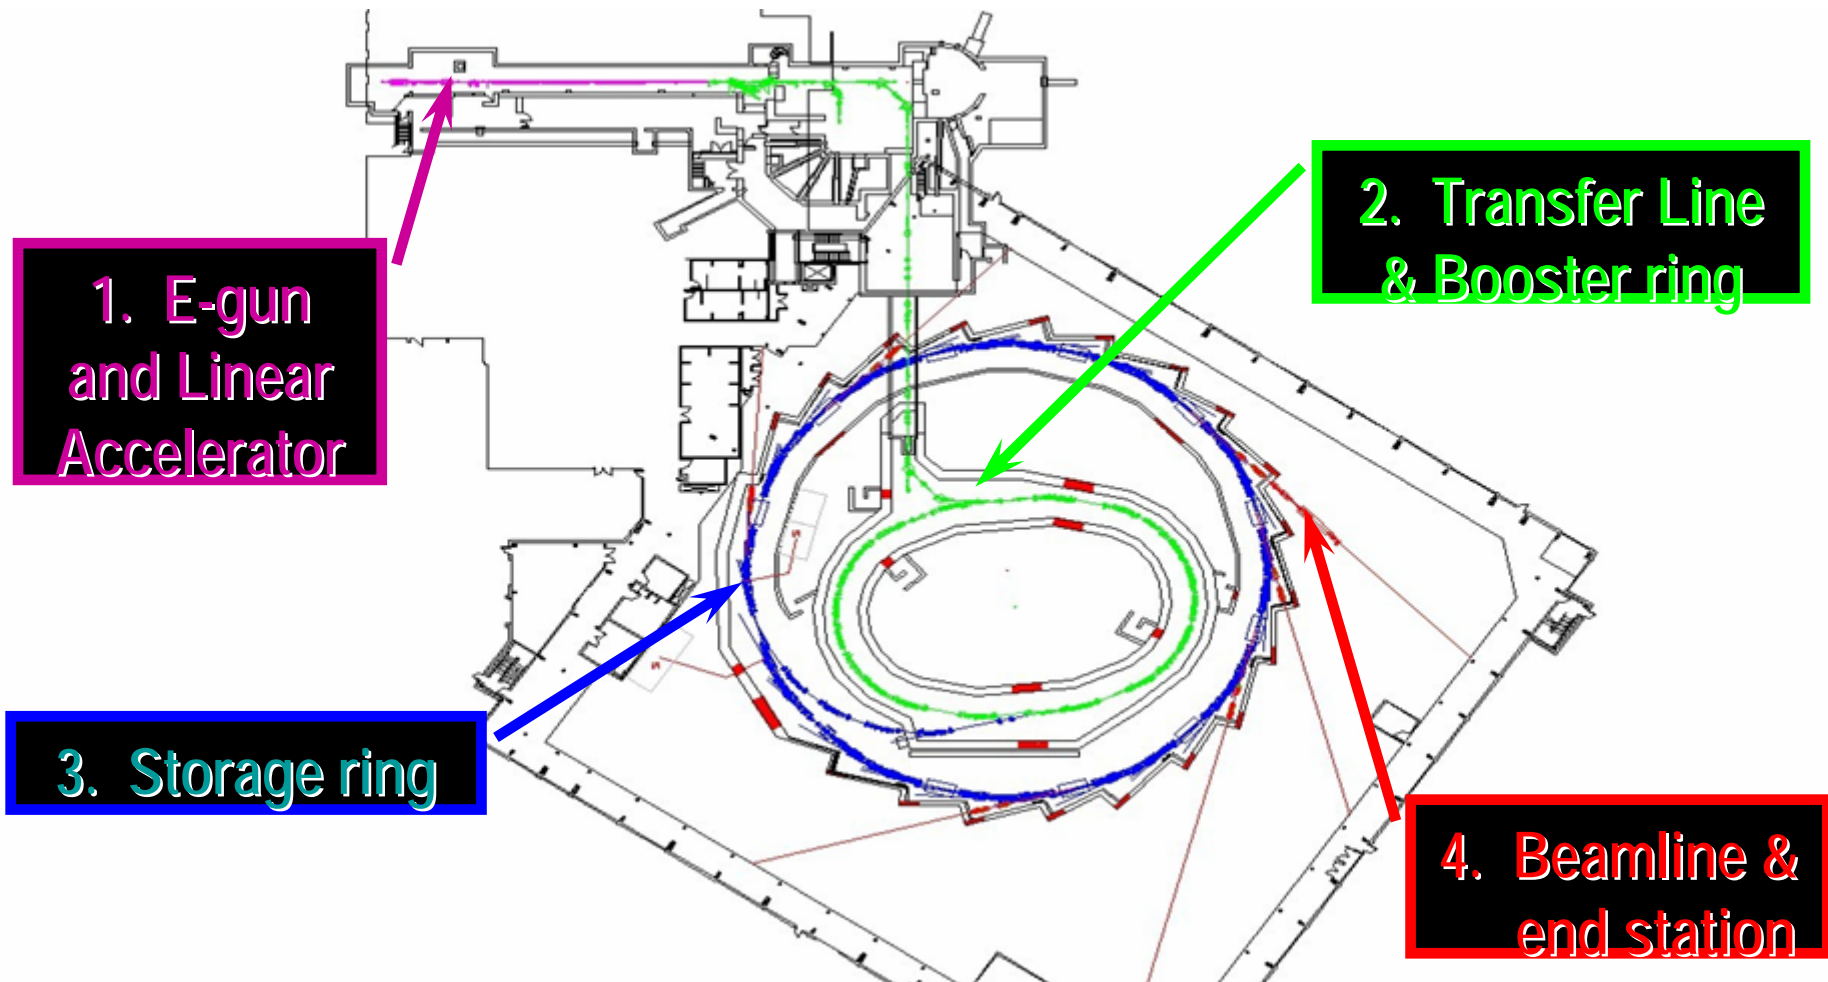 1. E-gun
and Linear
Accelerator
2. Transfer Line
& Booster ring
3. Storage ring
4. Beamline &
end station